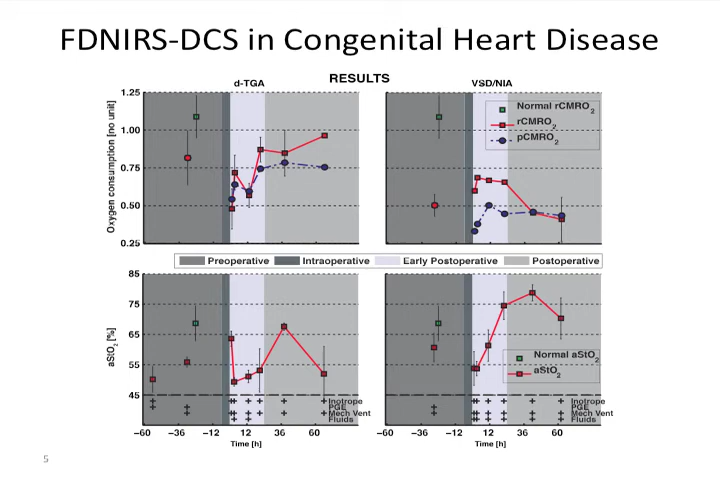 FDNIRS-DCS in Congenital Heart Disease
RESULTS
d-TGA
VSD/NIA
Oxygen consumption [no unit]
1.25
1.00
0.75
0.50
0.25
Normal rCMRO2
rCMRO2
pCMRO2
Preoperative
Intraoperative
Early Postoperative
Postoperative
aStO2 [%]
85
75
65
55
45
Normal aStO2
aStO2
Inotrope
PGE
Mech Vent
Fluids
Inotrope
PGE
Mech Vent
Fluids
−60 −36 −12 12 36 60
−60 −36 −12 12 36 60
Time [h]
Time [h]
5